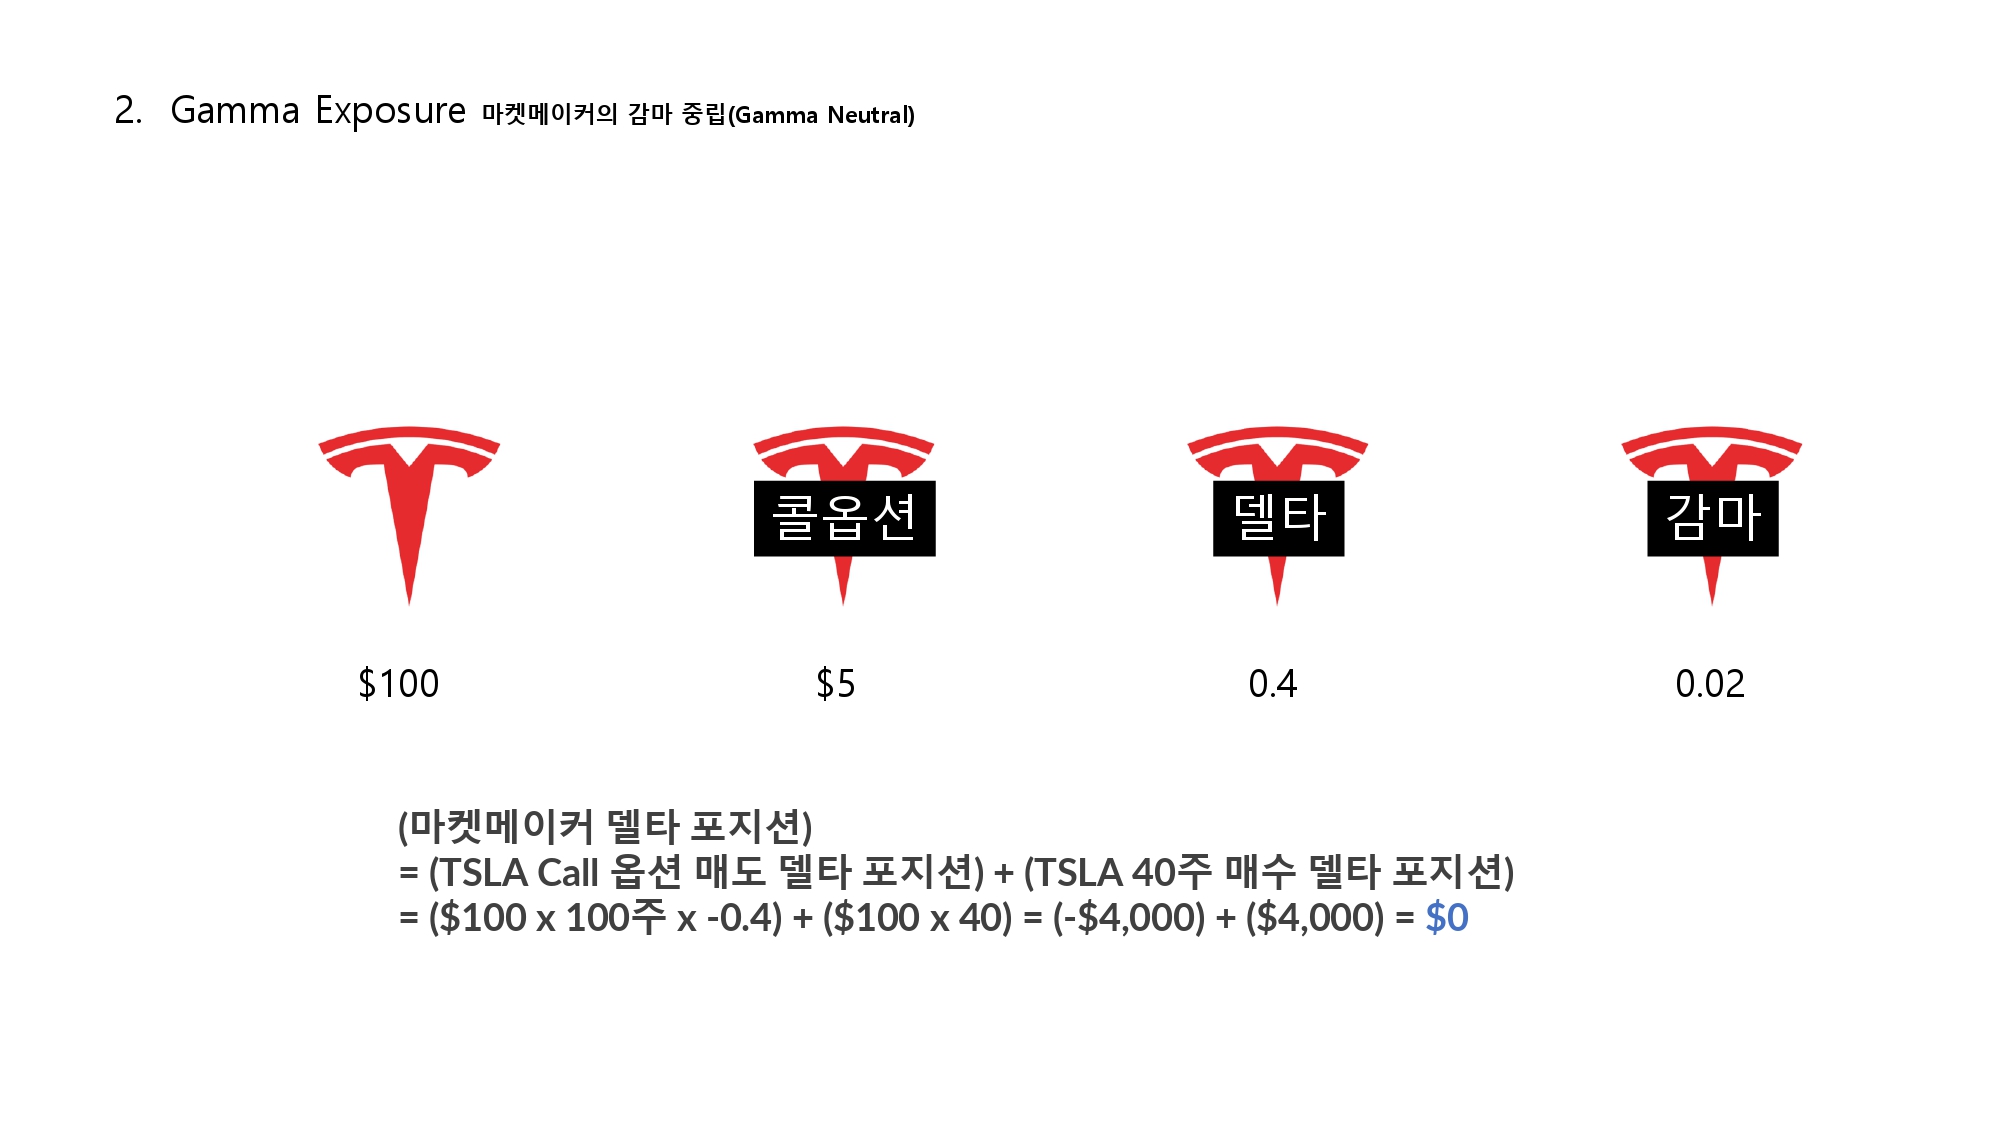 2. Gamma Exposure 마켓메이커의 감마 중립(Gamma Neutral)
콜옵션
델타
감마
$100
$5
0.4
0.02
(마켓메이커 델타 포지션)
= (TSLA Call 옵션 매도 델타 포지션) + (TSLA 40주 매수 델타 포지션)
= ($100 x 100주 x -0.4) + ($100 x 40) = (-$4,000) + ($4,000) = $0